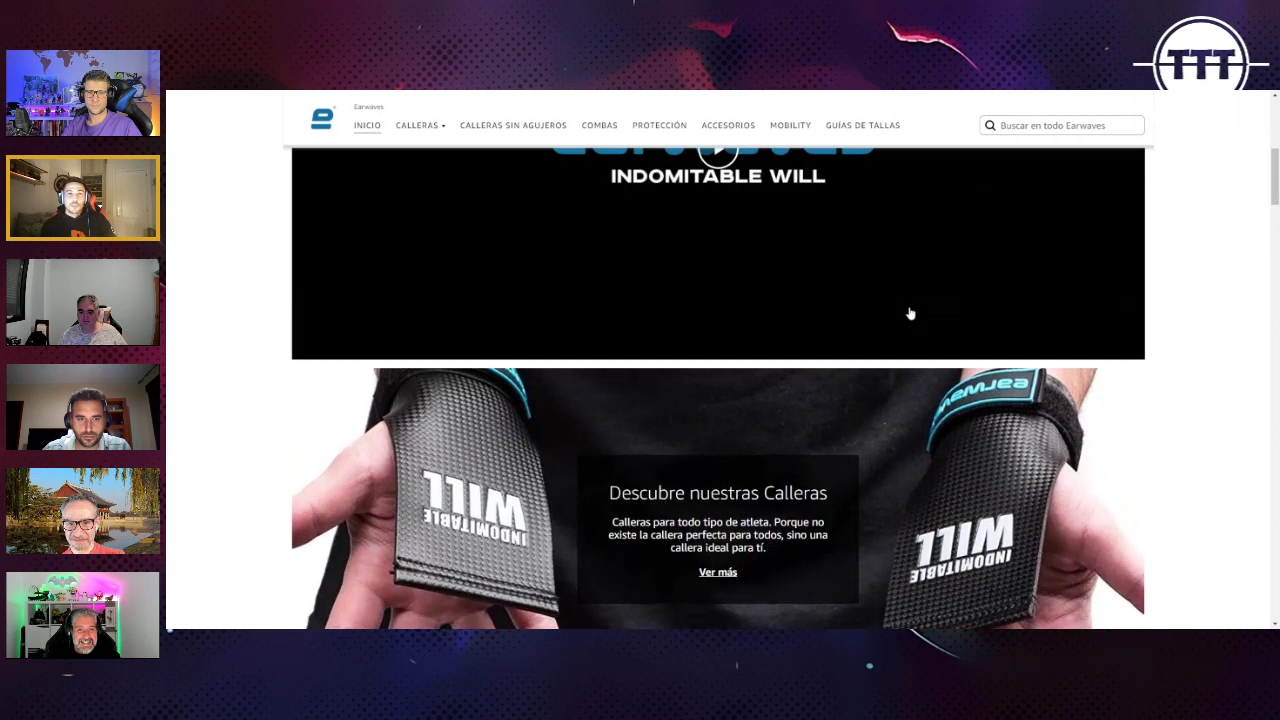 TTT
Earwaves
INICIO
CALLERAS
CALLERAS SIN AGUJEROS
COMBAS
PROTECCIÓN
ACCESORIOS
MOBILITY
GUÍAS DE TALLAS
Buscar en todo Earwaves
INDOMITABLE WILL
earwaves
Descubre nuestras Calleras
Calleras para todo tipo de atleta. Porque no
existe la callera perfecta para todos, sino una
callera ideal para tí.
Ver más
INDOMITABLE
WILL
INDOMITABLE
WILL